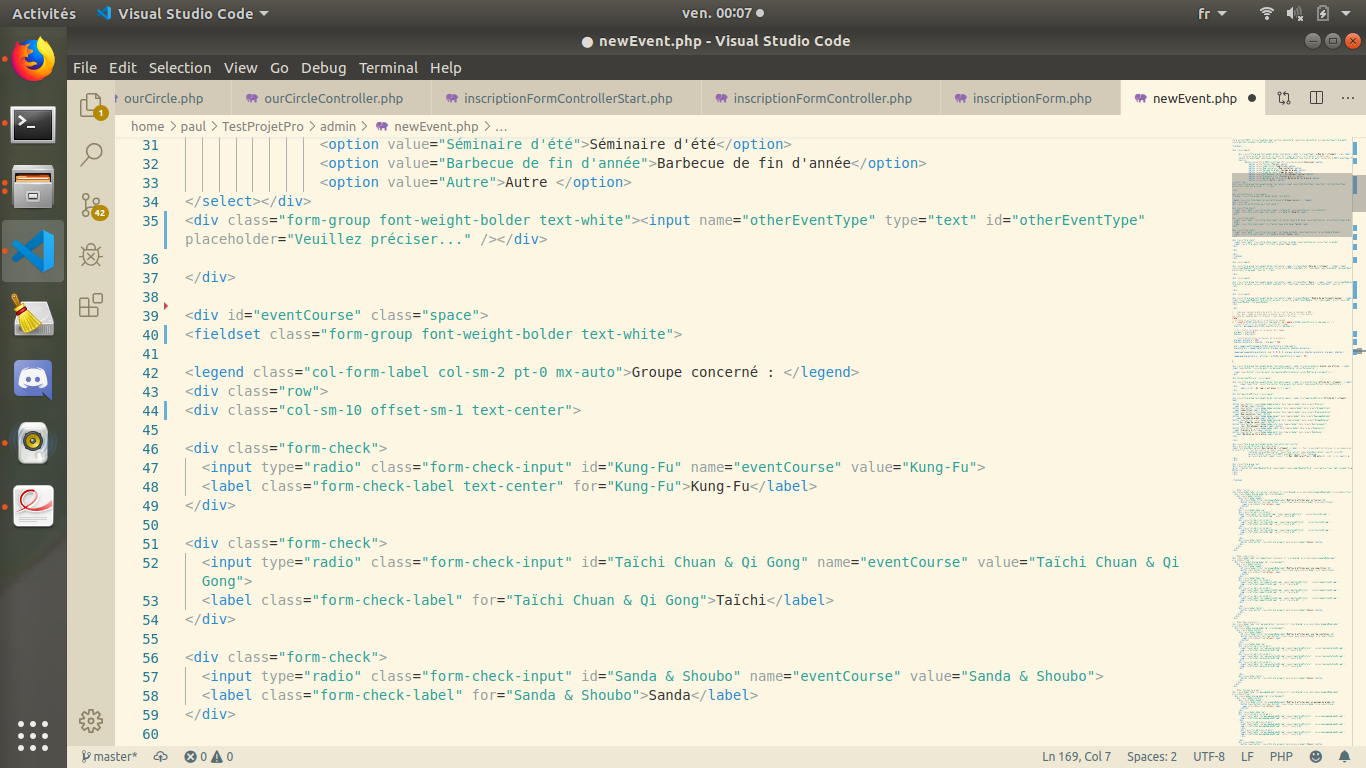 Activités Visual Studio Code ven. 00:07 fr
newEvent.php - Visual Studio Code
File Edit Selection View Go Debug Terminal Help
ourCircle.php ourCircleController.php inscriptionFormControllerStart.php inscriptionFormController.php inscriptionForm.php newEvent.php
home > paul > TestProjetPro > admin > newEvent.php > ...
1
42
31 <option value="Séminaire d'été">Séminaire d'été</option>
32 <option value="Barbecue de fin d'année">Barbecue de fin d'année</option>
33 <option value="Autre">Autre </option>
34 </select></div>
35 <div class="form-group font-weight-bolder text-white"><input name="otherEventType" type="text" id="otherEventType"
placeholder="Veuillez préciser..." /></div>
36
37 </div>
38
39 <div id="eventCourse" class="space">
40 <fieldset class="form-group font-weight-bolder text-white">
41
42 <legend class="col-form-label col-sm-2 pt-0 mx-auto">Groupe concerné : </legend>
43 <div class="row">
44 <div class="col-sm-10 offset-sm-1 text-center">
45
46 <div class="form-check">
47 <input type="radio" class="form-check-input" id="Kung-Fu" name="eventCourse" value="Kung-Fu">
48 <label class="form-check-label text-center" for="Kung-Fu">Kung-Fu</label>
49 </div>
50
51 <div class="form-check">
52 <input type="radio" class="form-check-input" id="Taïchi Chuan & Qi Gong" name="eventCourse" value="Taïchi Chuan & Qi
Gong">
53 <label class="form-check-label" for="Taïchi Chuan & Qi Gong">Taïchi</label>
54 </div>
55
56 <div class="form-check">
57 <input type="radio" class="form-check-input" id="Sanda & Shoubo" name="eventCourse" value="Sanda & Shoubo">
58 <label class="form-check-label" for="Sanda & Shoubo">Sanda</label>
59 </div>
60
master* 0 0 Ln 169, Col 7 Spaces: 2 UTF-8 LF PHP